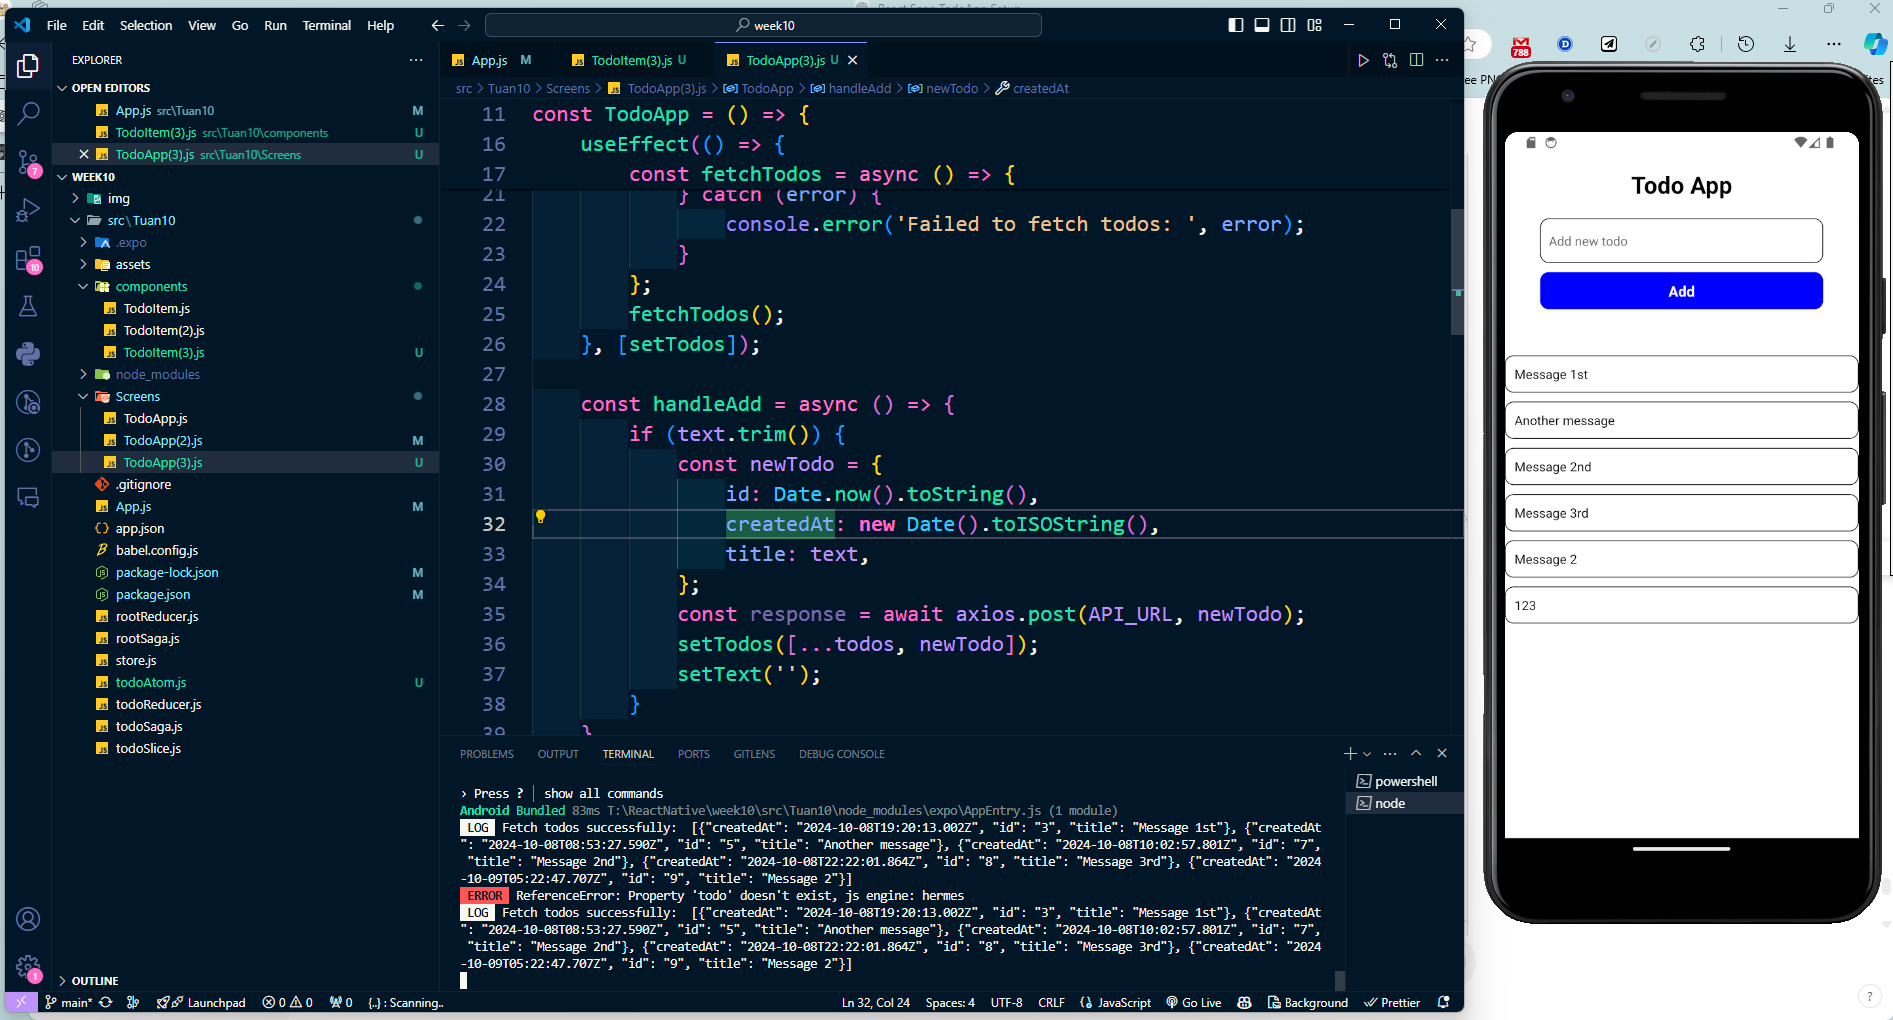 File Edit Selection View Go Run Terminal Help
week10
EXPLORER
OPEN EDITORS
App.js src\Tuan10 M
TodoItem(3).js src\Tuan10\components U
TodoApp(3).js src\Tuan10\Screens U
WEEK10
img
src\Tuan10
.expo
assets
components
TodoItem.js
TodoItem(2).js
TodoItem(3).js U
node_modules
Screens
TodoApp.js
TodoApp(2).js M
TodoApp(3).js U
.gitignore
App.js M
app.json
babel.config.js
package-lock.json M
package.json M
rootReducer.js
rootSaga.js
store.js
todoAtom.js U
todoReducer.js
todoSaga.js
todoSlice.js
OUTLINE
7
10
1
App.js M TodoItem(3).js U TodoApp(3).js U
src > Tuan10 > Screens > TodoApp(3).js > TodoApp > handleAdd > newTodo > createdAt
11 const TodoApp = () => {
16 useEffect(() => {
17 const fetchTodos = async () => {
21 } catch (error) {
22 console.error('Failed to fetch todos: ', error);
23 }
24 };
25 fetchTodos();
26 }, [setTodos]);
27
28 const handleAdd = async () => {
29 if (text.trim()) {
30 const newTodo = {
31 id: Date.now().toString(),
32 createdAt: new Date().toISOString(),
33 title: text,
34 };
35 const response = await axios.post(API_URL, newTodo);
36 setTodos([...todos, newTodo]);
37 setText('');
38 }
39 }
PROBLEMS OUTPUT TERMINAL PORTS GITLENS DEBUG CONSOLE
› Press ? │ show all commands
Android Bundled 83ms T:\ReactNative\week10\src\Tuan10\node_modules\expo\AppEntry.js (1 module)
LOG Fetch todos successfully: [{"createdAt": "2024-10-08T19:20:13.002Z", "id": "3", "title": "Message 1st"}, {"createdAt
": "2024-10-08T08:53:27.590Z", "id": "5", "title": "Another message"}, {"createdAt": "2024-10-08T10:02:57.801Z", "id": "7",
"title": "Message 2nd"}, {"createdAt": "2024-10-08T22:22:01.864Z", "id": "8", "title": "Message 3rd"}, {"createdAt": "2024
-10-09T05:22:47.707Z", "id": "9", "title": "Message 2"}]
ERROR ReferenceError: Property 'todo' doesn't exist, js engine: hermes
LOG Fetch todos successfully: [{"createdAt": "2024-10-08T19:20:13.002Z", "id": "3", "title": "Message 1st"}, {"createdAt
": "2024-10-08T08:53:27.590Z", "id": "5", "title": "Another message"}, {"createdAt": "2024-10-08T10:02:57.801Z", "id": "7",
"title": "Message 2nd"}, {"createdAt": "2024-10-08T22:22:01.864Z", "id": "8", "title": "Message 3rd"}, {"createdAt": "2024
-10-09T05:22:47.707Z", "id": "9", "title": "Message 2"}]
powershell
node
main* Launchpad 0 0 0 {..} : Scanning.. Ln 32, Col 24 Spaces: 4 UTF-8 CRLF JavaScript Go Live Background Prettier
788
Todo App
Add new todo
Add
Message 1st
Another message
Message 2nd
Message 3rd
Message 2
123